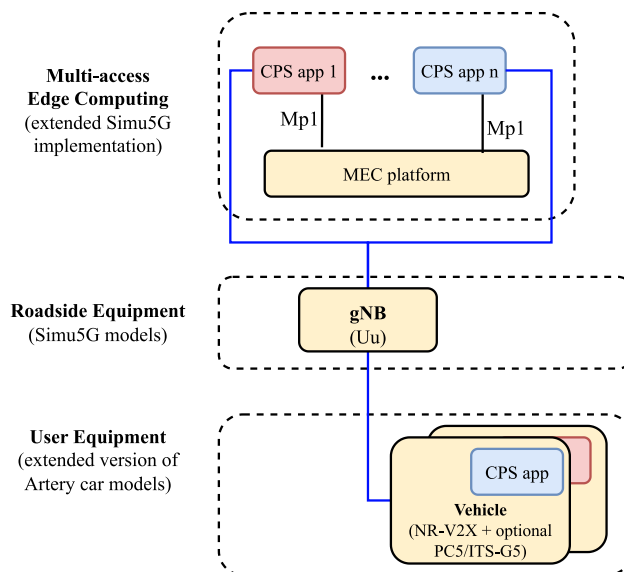 Multi-access
Edge Computing
(extended Simu5G
implementation)
CPS app 1
...
CPS app n
Mp1
Mp1
MEC platform
Roadside Equipment
(Simu5G models)
gNB
(Uu)
User Equipment
(extended version of
Artery car models)
CPS app
Vehicle
(NR-V2X + optional
PC5/ITS-G5)